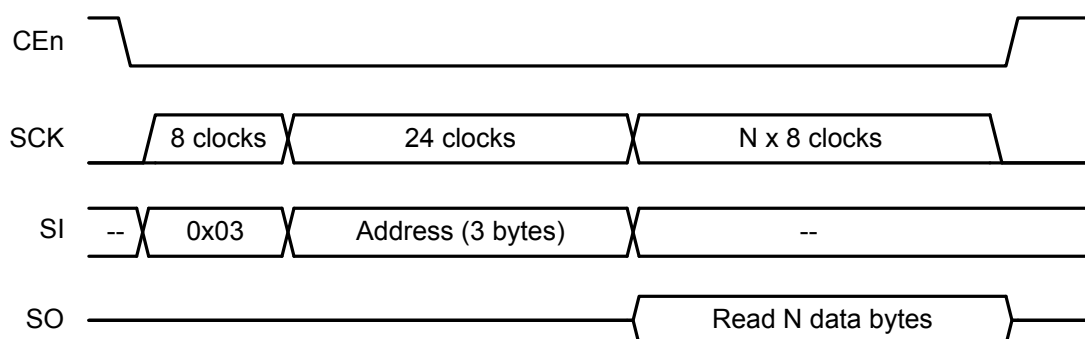 CEn
SCK 8 clocks 24 clocks N x 8 clocks
SI -- 0x03 Address (3 bytes) --
SO Read N data bytes